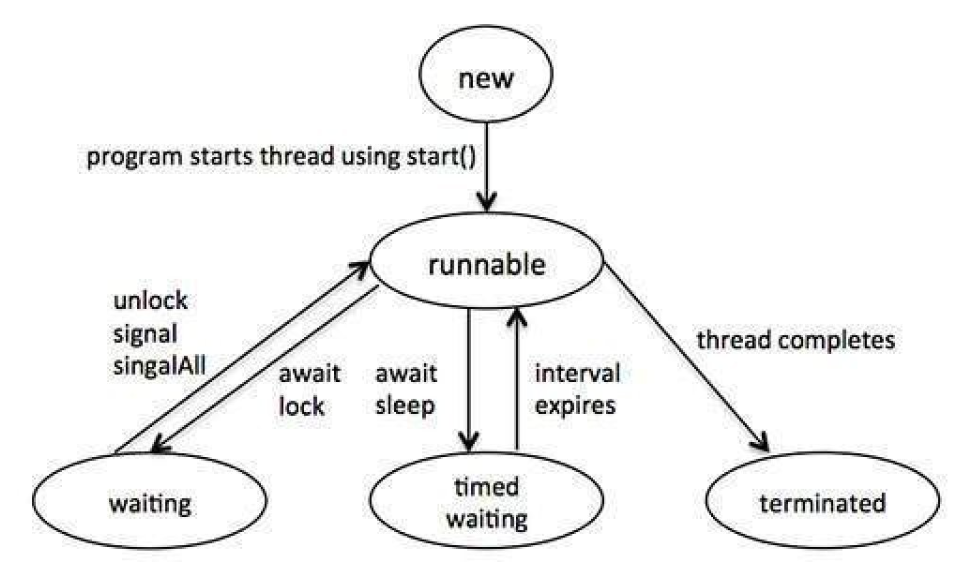 new
program starts thread using start()
runnable
unlock
signal
singalAll
await
lock
await
sleep
interval
expires
thread completes
waiting
timed
waiting
terminated